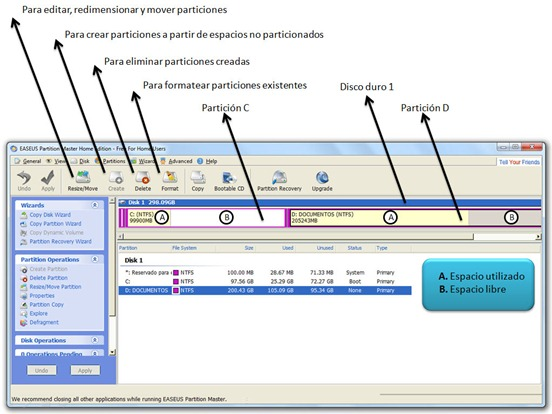 Para editar, redimensionar y mover particiones
Para crear particiones a partir de espacios no particionados
Para eliminar particiones creadas
Para formatear particiones existentes
Disco duro 1
Partición C
Partición D
EASEUS Partition Master Home Edition - Free For Home Users
General View Disk Partitions Wizard Advanced Help
Tell Your Friends
Undo Apply Resize/Move Create Delete Format Copy Bootable CD Partition Recovery Upgrade
Wizards
Copy Disk Wizard
Copy Partition Wizard
Copy Dynamic Volume
Partition Recovery Wizard
Partition Operations
Create Partition
Delete Partition
Resize/Move Partition
Properties
Partition Copy
Explore
Defragment
Disk Operations
0 Operations Pending
Undo Apply
Disk 1 298.09GB
C: (NTFS)
99900MB
A
B
D: DOCUMENTOS (NTFS)
205243MB
A
B
Partition File System Size Used Unused Status Type
Disk 1
*: Reservado para NTFS 100.00 MB 28.67 MB 71.33 MB System Primary
C: NTFS 97.56 GB 25.29 GB 72.27 GB Boot Primary
D: DOCUMENTOS NTFS 200.43 GB 105.09 GB 95.34 GB None Primary
A. Espacio utilizado
B. Espacio libre
We recommend closing all other applications while running EASEUS Partition Master.